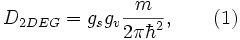 D_{2DEG} = g_s g_v \frac{m}{2\pi\hbar^2}, (1)